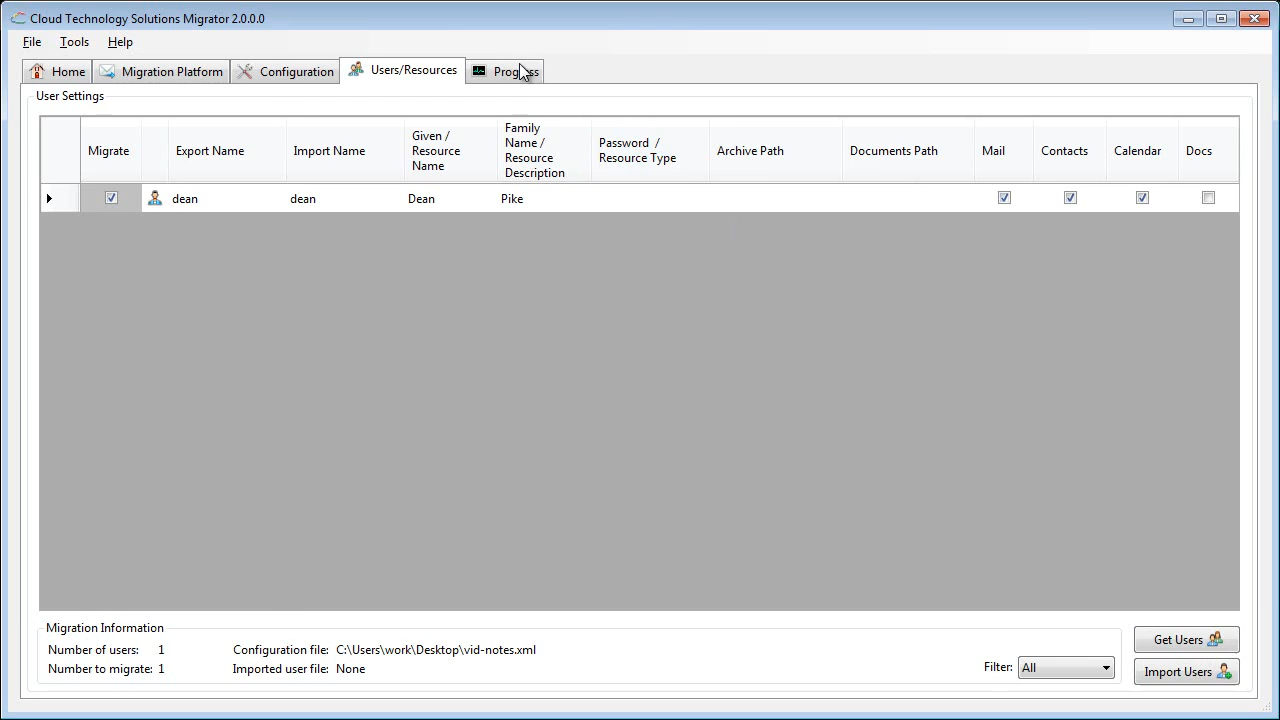 Cloud Technology Solutions Migrator 2.0.0.0
File Tools Help
Home Migration Platform Configuration Users/Resources Progress
User Settings
Migrate Export Name Import Name Given / Resource Name Family Name / Resource Description Password / Resource Type Archive Path Documents Path Mail Contacts Calendar Docs
dean dean Dean Pike
Migration Information
Number of users: 1 Configuration file: C:\Users\work\Desktop\vid-notes.xml
Number to migrate: 1 Imported user file: None
Filter: All
Get Users
Import Users